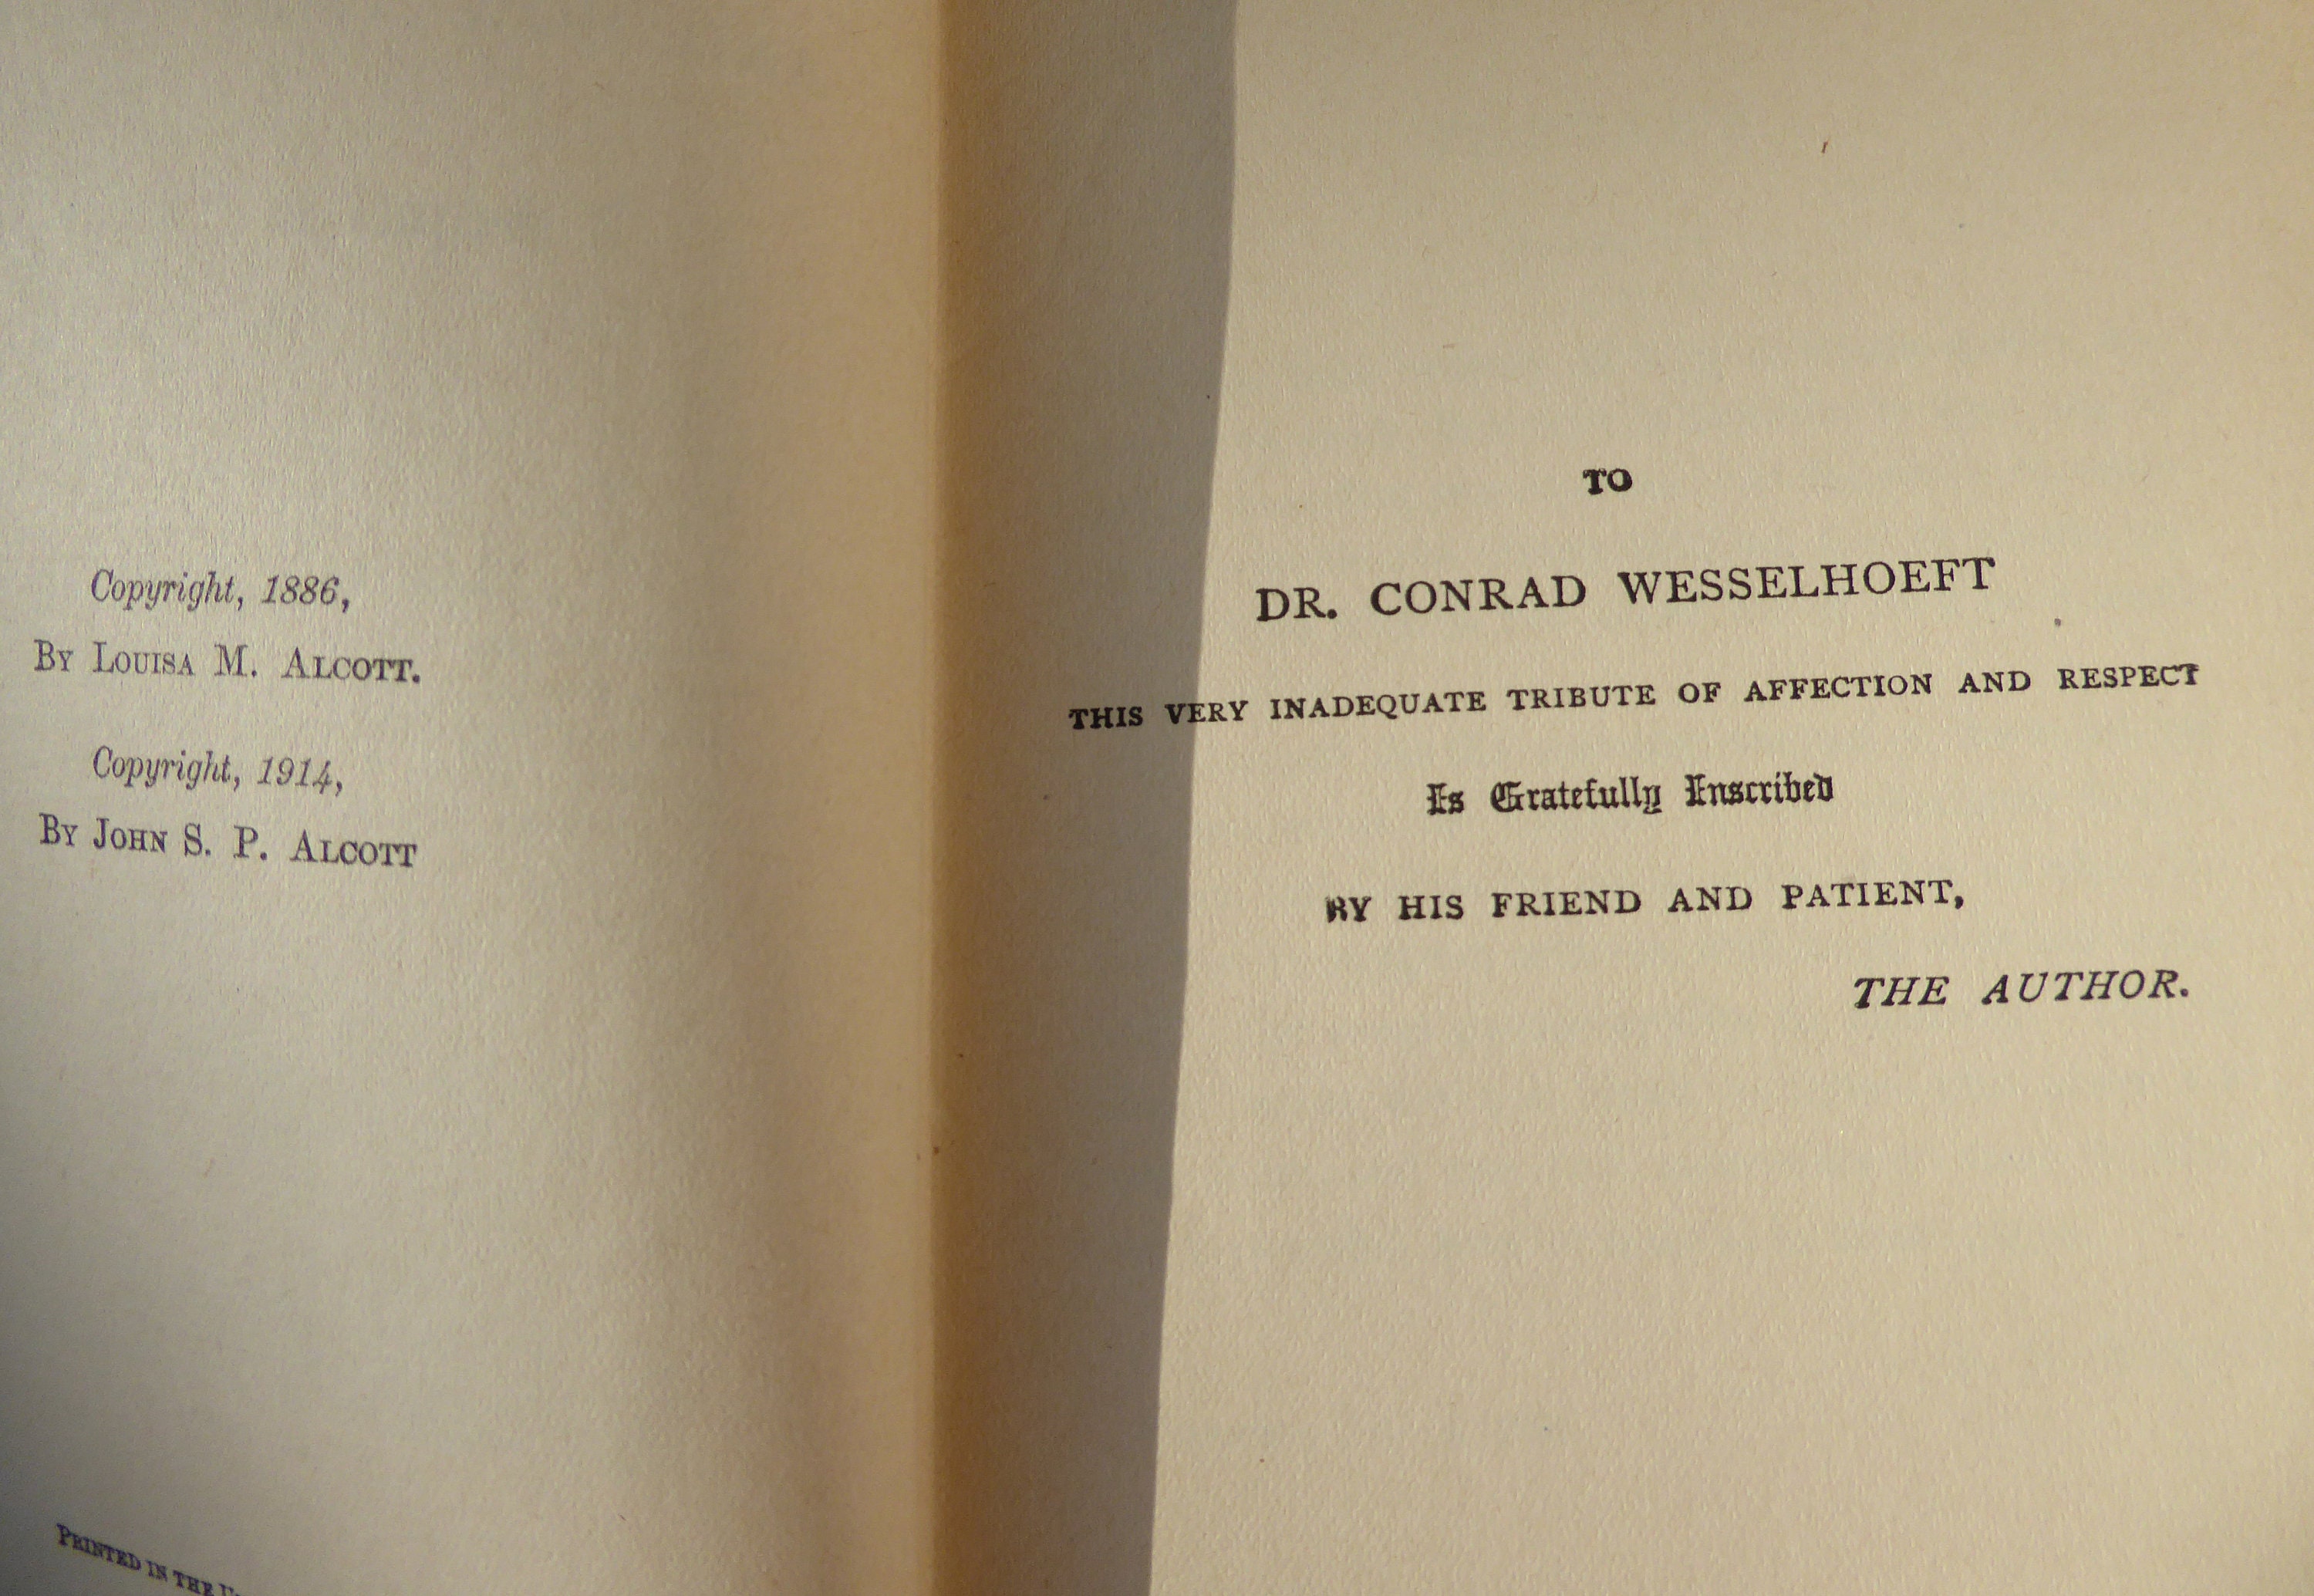 Copyright, 1886,
By Louisa M. Alcott.
Copyright, 1914,
By John S. P. Alcott
Printed in the
TO
DR. CONRAD WESSELHOEFT
THIS VERY INADEQUATE TRIBUTE OF AFFECTION AND RESPECT
Is Gratefully Inscribed
BY HIS FRIEND AND PATIENT,
THE AUTHOR.